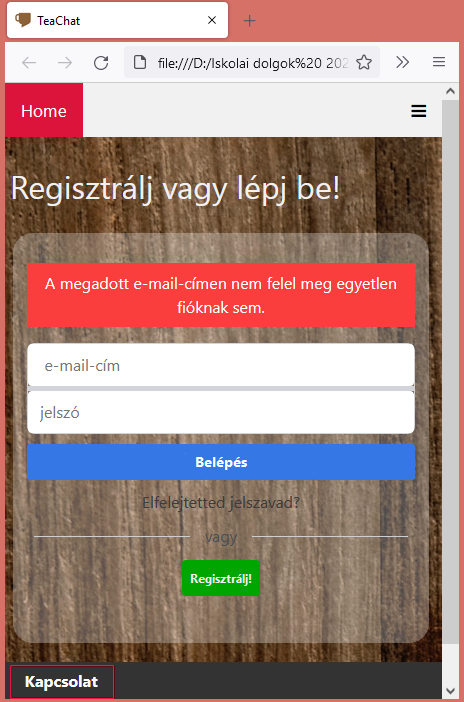 TeaChat
file:///D:/Iskolai dolgok%20 202
Home
Regisztrálj vagy lépj be!
A megadott e-mail-címen nem felel meg egyetlen
fióknak sem.
e-mail-cím
jelszó
Belépés
Elfelejtetted jelszavad?
vagy
Regisztrálj!
Kapcsolat